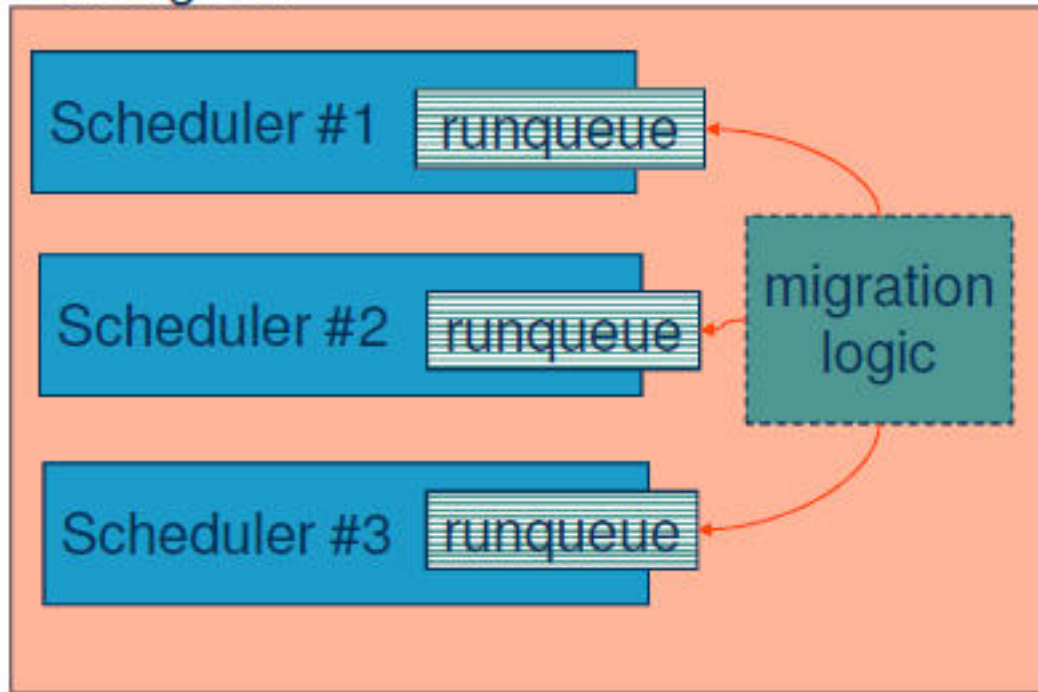 Scheduler #1
runqueue
Scheduler #2
runqueue
migration
logic
Scheduler #3
runqueue